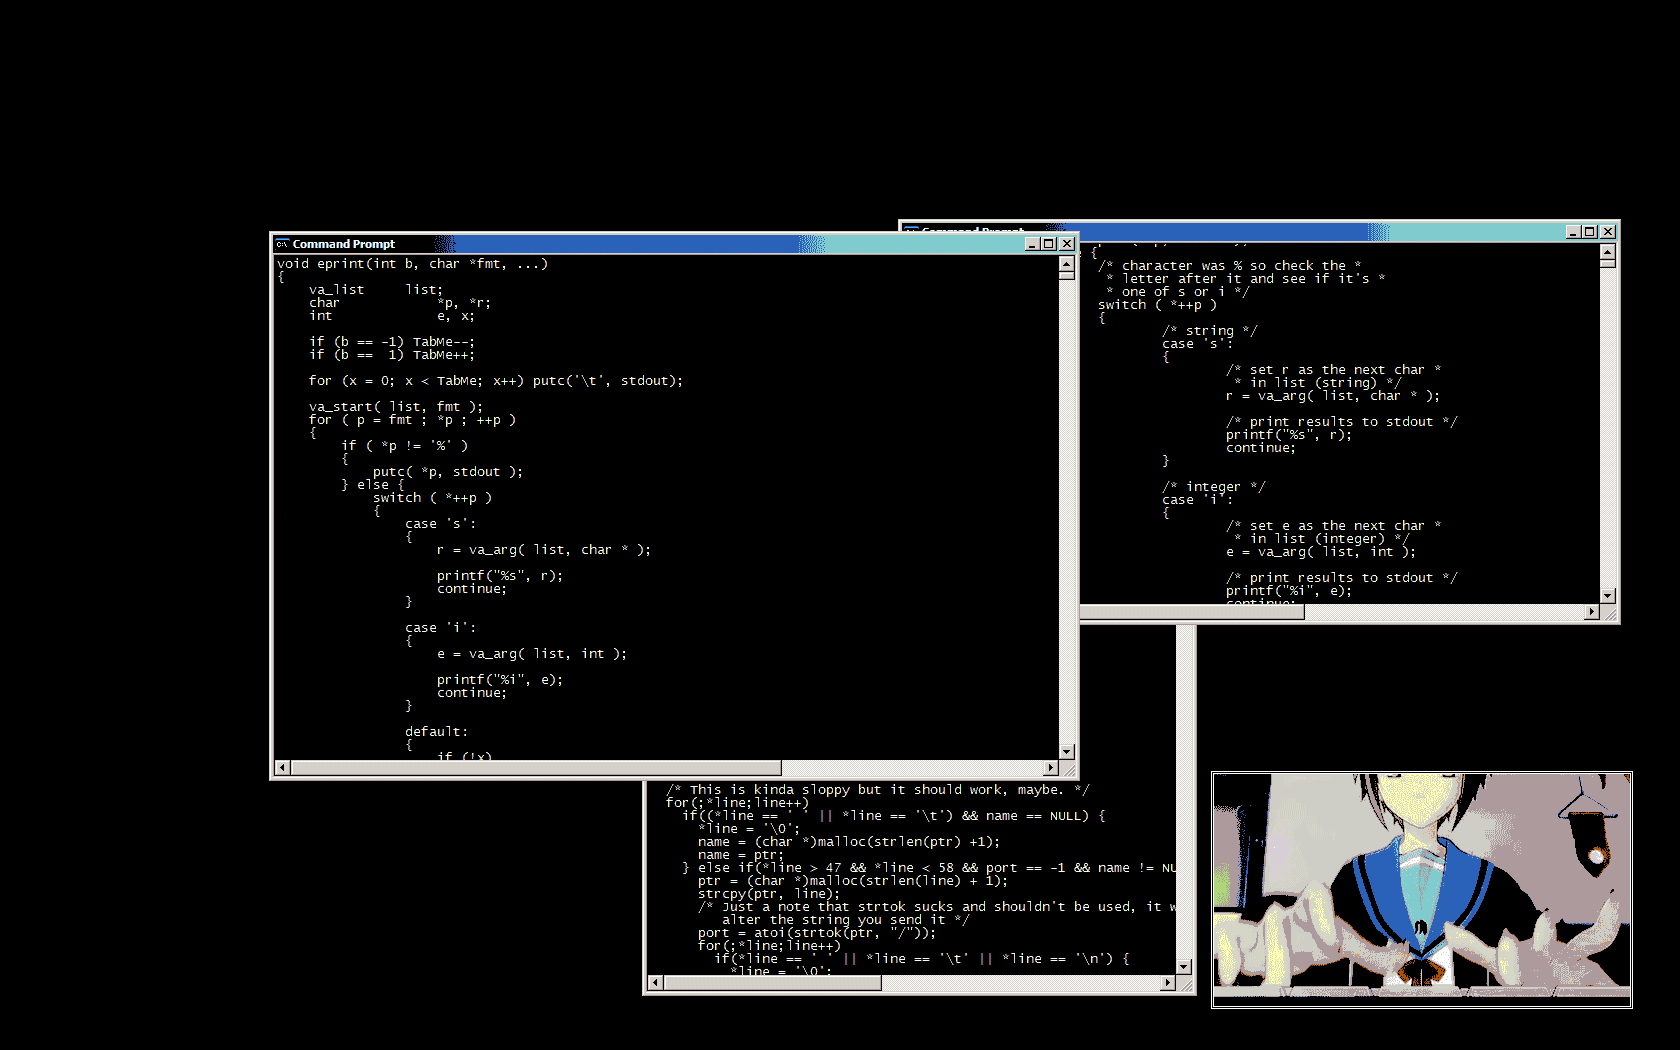 Command Prompt
void eprint(int b, char *fmt, ...)
{
va_list list;
char *p, *r;
int e, x;
if (b == -1) TabMe--;
if (b == 1) TabMe++;
for (x = 0; x < TabMe; x++) putc('\t', stdout);
va_start( list, fmt );
for ( p = fmt ; *p ; ++p )
{
if ( *p != '%' )
{
putc( *p, stdout );
} else {
switch ( *++p )
{
case 's':
{
r = va_arg( list, char * );
printf("%s", r);
continue;
}
case 'i':
{
e = va_arg( list, int );
printf("%i", e);
continue;
}
default:
{
if (!x)
Command Prompt
{
/* character was % so check the *
* letter after it and see if it's *
* one of s or i */
switch ( *++p )
{
/* string */
case 's':
{
/* set r as the next char *
* in list (string) */
r = va_arg( list, char * );
/* print results to stdout */
printf("%s", r);
continue;
}
/* integer */
case 'i':
{
/* set e as the next char *
* in list (integer) */
e = va_arg( list, int );
/* print results to stdout */
printf("%i", e);
continue;
/* This is kinda sloppy but it should work, maybe. */
for(;*line;line++)
if((*line == ' ' || *line == '\t') && name == NULL) {
*line = '\0';
name = (char *)malloc(strlen(ptr) +1);
name = ptr;
} else if(*line > 47 && *line < 58 && port == -1 && name != NU
ptr = (char *)malloc(strlen(line) + 1);
strcpy(ptr, line);
/* Just a note that strtok sucks and shouldn't be used, it w
alter the string you send it */
port = atoi(strtok(ptr, "/"));
for(;*line;line++)
if(*line == ' ' || *line == '\t' || *line == '\n') {
*line = '\0';